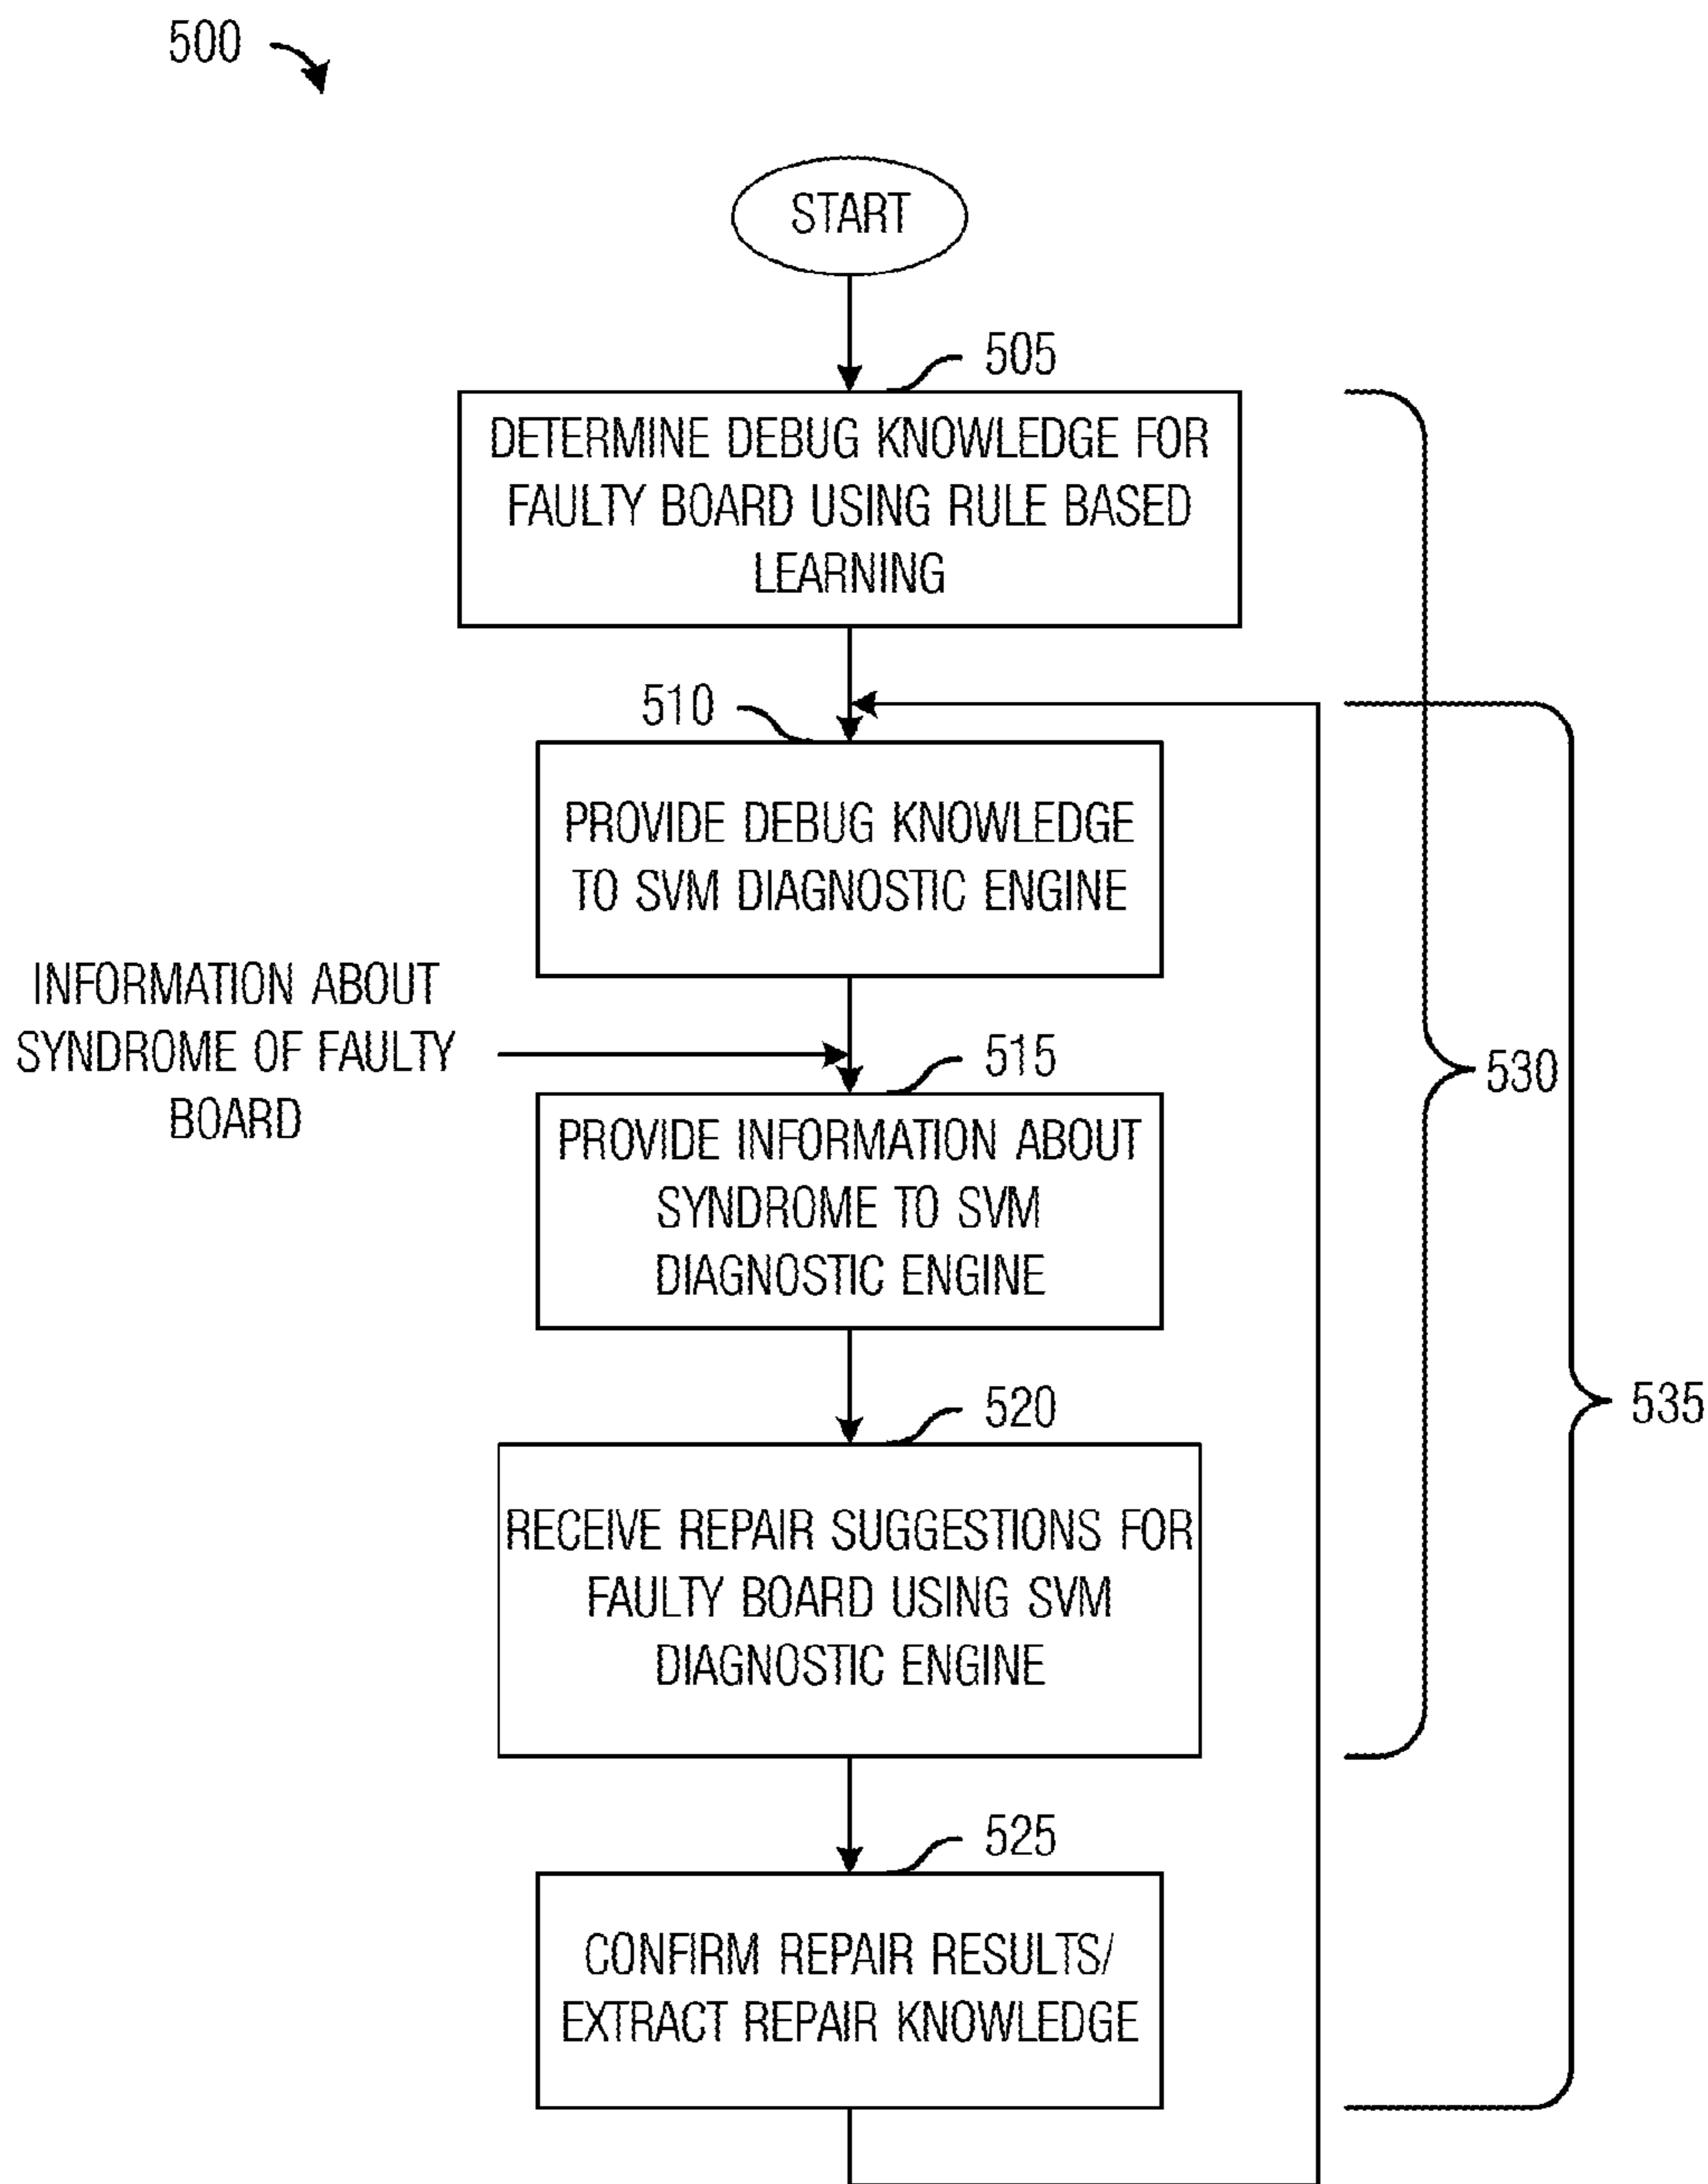 500
START
505
DETERMINE DEBUG KNOWLEDGE FOR
FAULTY BOARD USING RULE BASED
LEARNING
510
PROVIDE DEBUG KNOWLEDGE
TO SVM DIAGNOSTIC ENGINE
INFORMATION ABOUT
SYNDROME OF FAULTY
BOARD
515
PROVIDE INFORMATION ABOUT
SYNDROME TO SVM
DIAGNOSTIC ENGINE
530
520
RECEIVE REPAIR SUGGESTIONS FOR
FAULTY BOARD USING SVM
DIAGNOSTIC ENGINE
535
525
CONFIRM REPAIR RESULTS/
EXTRACT REPAIR KNOWLEDGE